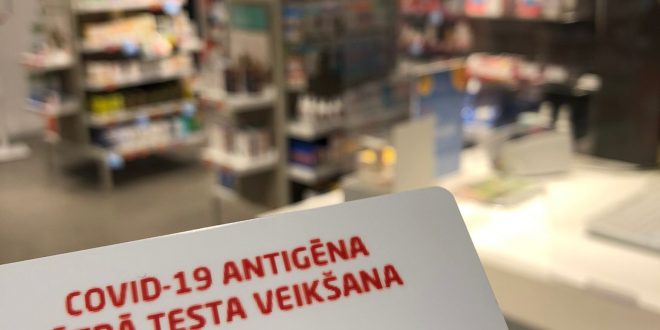 COVID-19 ANTIGĒNA
TESTA VEIKŠANA